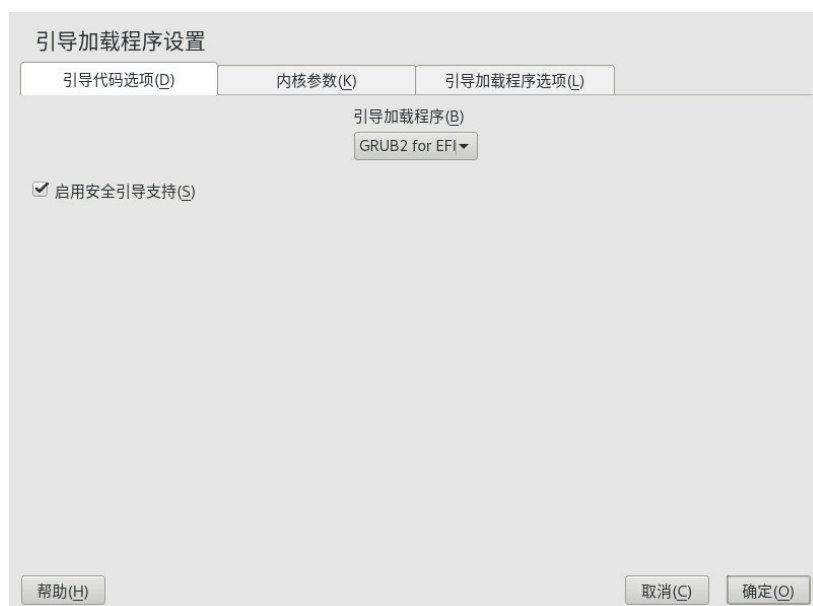 引导加载程序设置
引导代码选项(D) 内核参数(K) 引导加载程序选项(L)
引导加载程序(B)
GRUB2 for EFI
启用安全引导支持(S)
帮助(H) 取消(C) 确定(O)